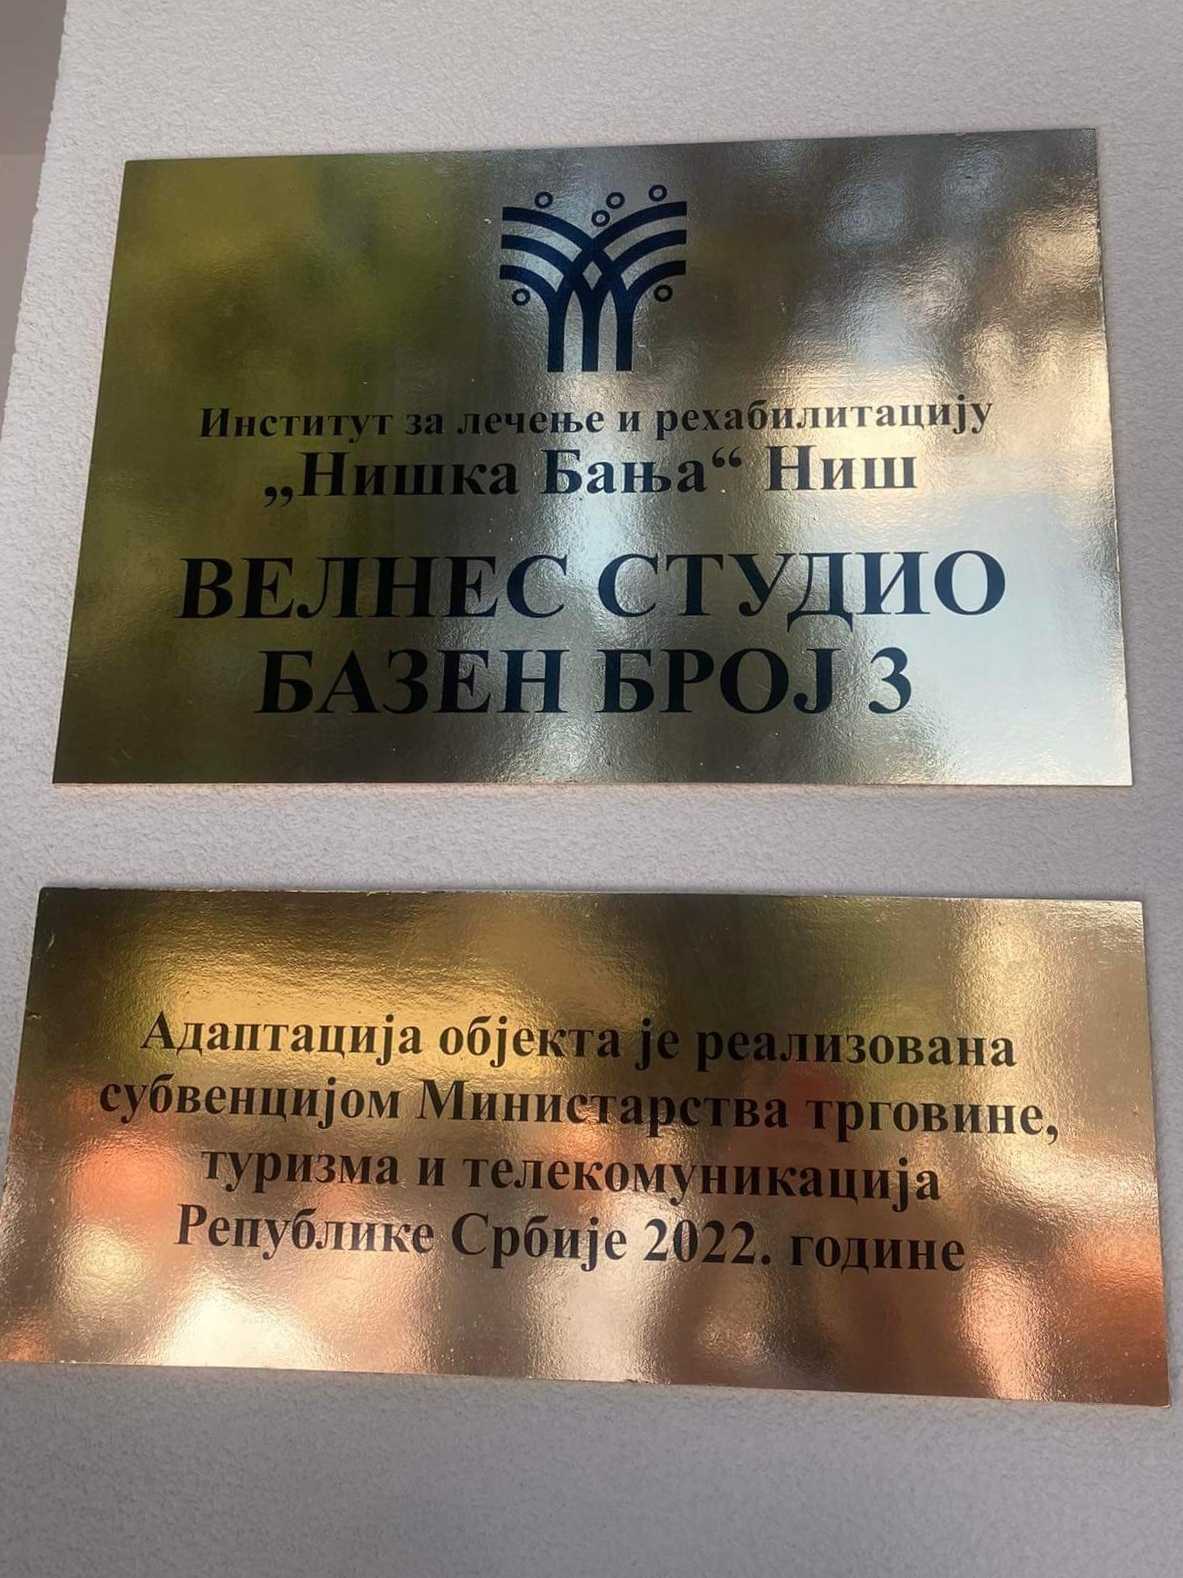 Институт за лечење и рехабилитацију
„Нишка Бања“ Ниш
ВЕЛНЕС СТУДИО
БАЗЕН БРОЈ 3
Адаптација објекта је реализована
субвенцијом Министарства трговине,
туризма и телекомуникација
Републике Србије 2022. године